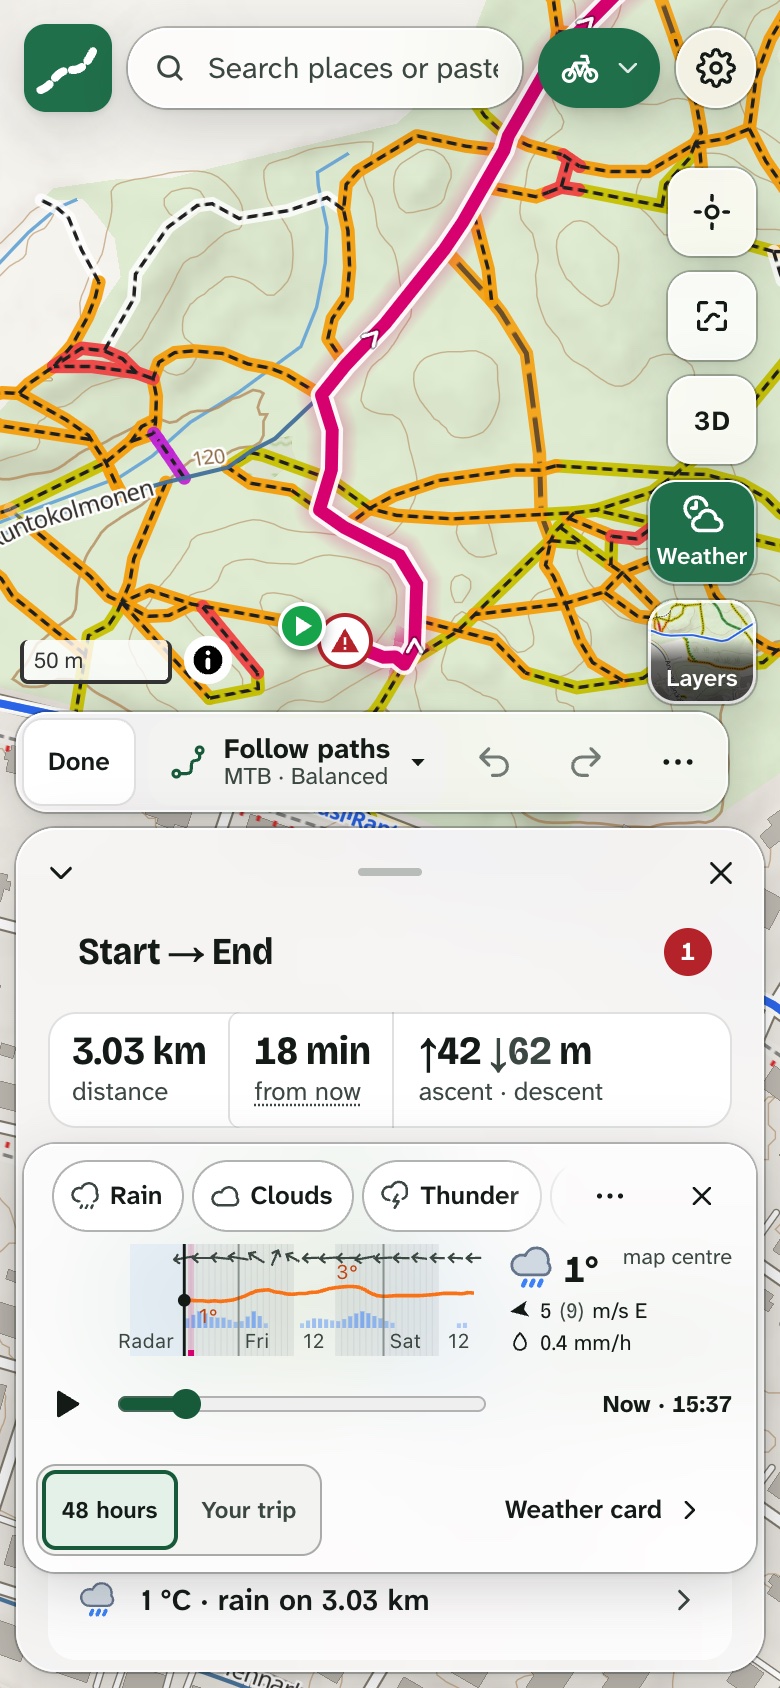 Search places or paste
3D
120
Weather
50 m
Layers
Done
Follow paths
MTB · Balanced
Start → End
1
3.03 km
distance
18 min
from now
↑42 ↓62 m
ascent · descent
Rain
Clouds
Thunder
3°
1°
Radar
Fri
12
Sat
12
1°
map centre
5 (9) m/s E
0.4 mm/h
Now · 15:37
48 hours
Your trip
Weather card
1 °C · rain on 3.03 km